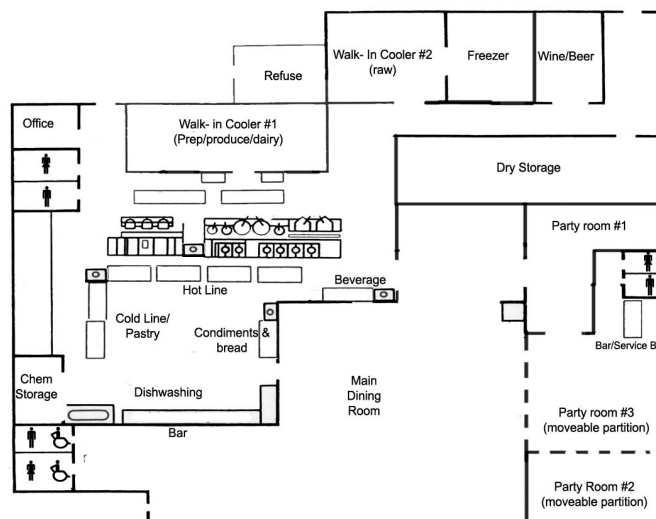 Walk- In Cooler #2
(raw)
Freezer
Wine/Beer
Refuse
Office
Walk- in Cooler #1
(Prep/produce/dairy)
Dry Storage
Party room #1
Beverage
Hot Line
Cold Line/
Pastry
Condiments &
bread
Bar/Service B
Chem
Storage
Dishwashing
Main
Dining
Room
Party room #3
(moveable partition)
Bar
Party Room #2
(moveable partition)